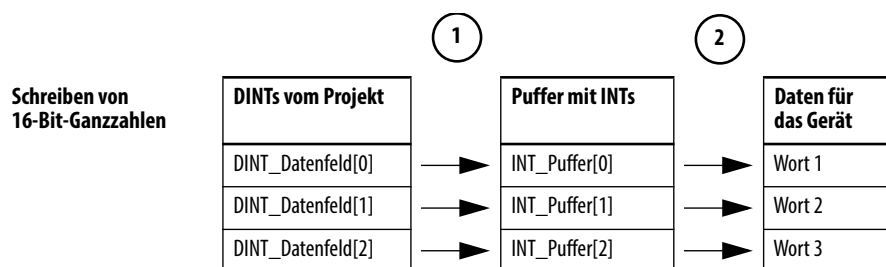 1 2
Schreiben von
16-Bit-Ganzzahlen
DINTs vom Projekt
Puffer mit INTs
Daten für
das Gerät
DINT_Datenfeld[0] INT_Puffer[0] Wort 1
DINT_Datenfeld[1] INT_Puffer[1] Wort 2
DINT_Datenfeld[2] INT_Puffer[2] Wort 3